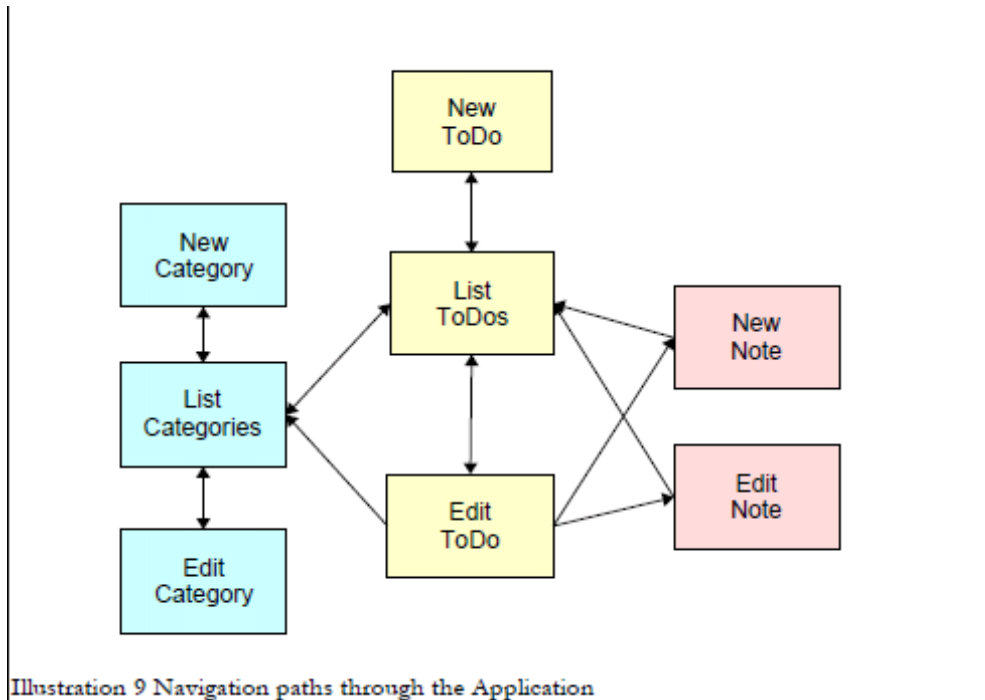 New
ToDo
New
Category
List
ToDos
New
Note
List
Categories
Edit
ToDo
Edit
Note
Edit
Category
Illustration 9 Navigation paths through the Application